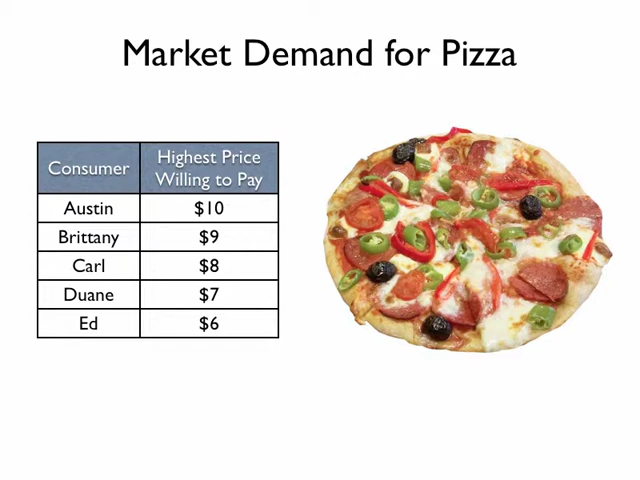 Market Demand for Pizza
Consumer
Highest Price
Willing to Pay
Austin $10
Brittany $9
Carl $8
Duane $7
Ed $6